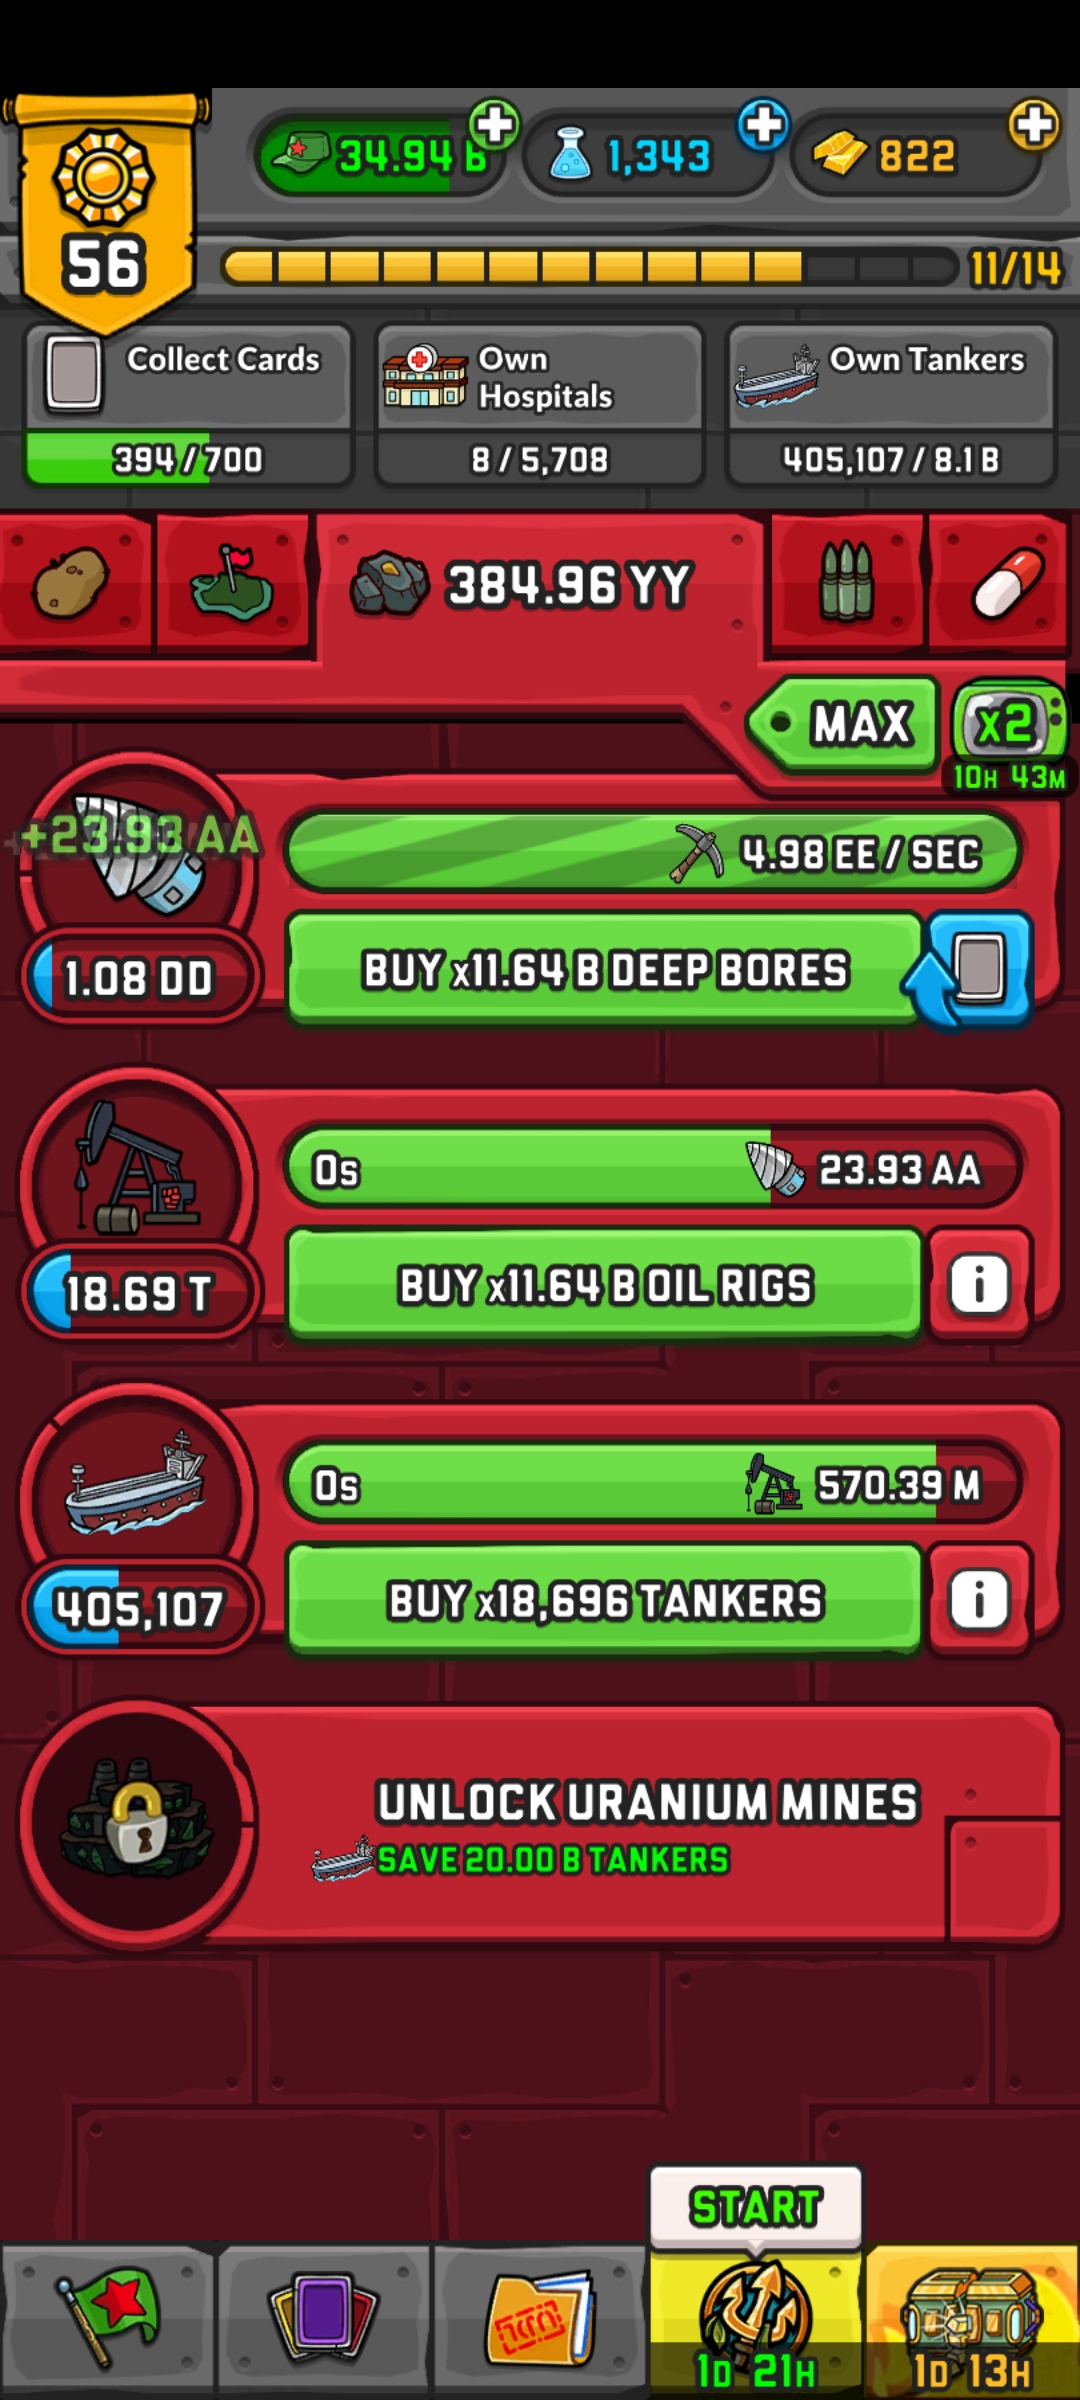 34.94 B
1,343
822
56
11/14
Collect Cards
394/700
Own
Hospitals
8/5,708
Own Tankers
405,107/8.1 B
384.96 YY
MAX
x2
10H 43M
+23.93 AA
4.98 EE/SEC
1.08 DD
BUY x11.64 B DEEP BORES
0s
23.93 AA
18.69 T
BUY x11.64 B OIL RIGS
i
0s
570.39 M
405,107
BUY x18,696 TANKERS
i
UNLOCK URANIUM MINES
SAVE 20.00 B TANKERS
START
1D 21H
1D 13H